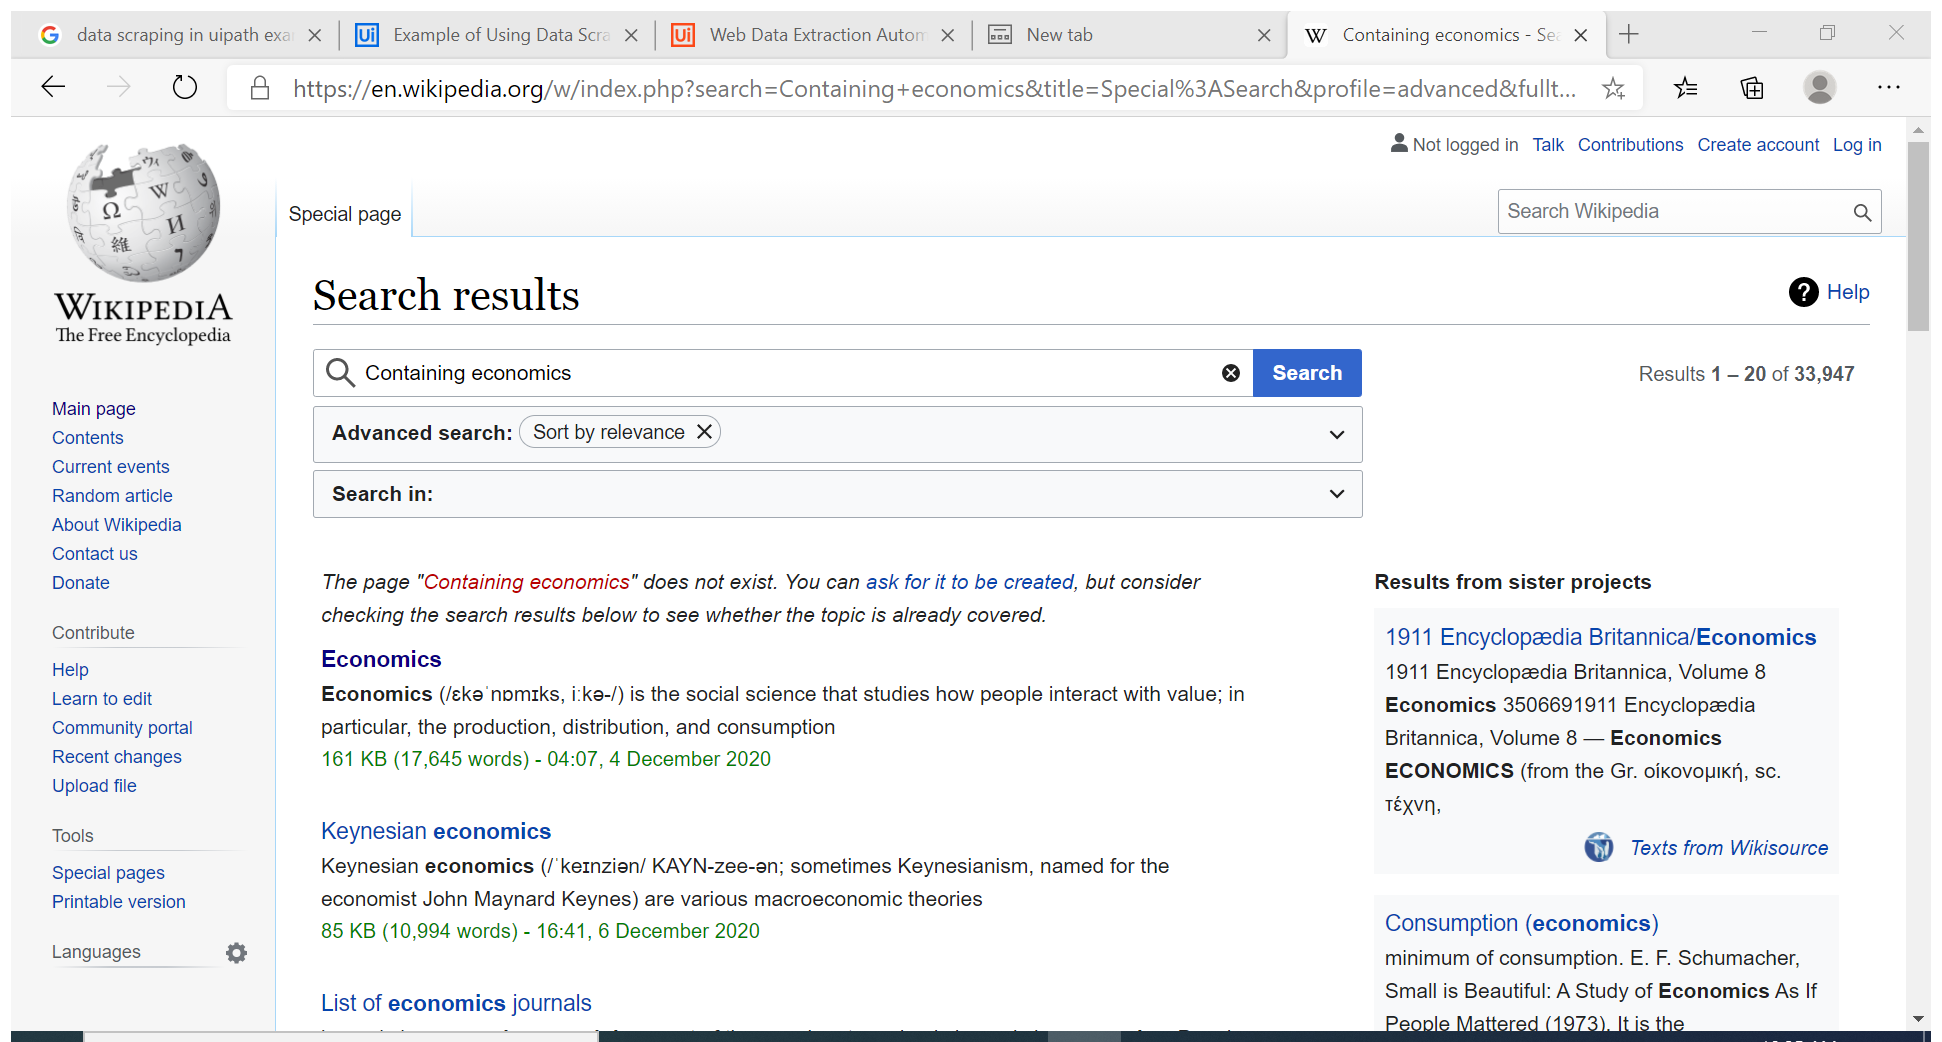 data scraping in uipath exa
Example of Using Data Scra
Web Data Extraction Autom
New tab
Containing economics - Sea
https://en.wikipedia.org/w/index.php?search=Containing+economics&title=Special%3ASearch&profile=advanced&fullt...
Not logged in Talk Contributions Create account Log in
Special page
Search Wikipedia
WIKIPEDIA
The Free Encyclopedia
Main page
Contents
Current events
Random article
About Wikipedia
Contact us
Donate
Contribute
Help
Learn to edit
Community portal
Recent changes
Upload file
Tools
Special pages
Printable version
Languages
Search results
Help
Containing economics
Search
Results 1 – 20 of 33,947
Advanced search: Sort by relevance
Search in:
The page "Containing economics" does not exist. You can ask for it to be created, but consider
checking the search results below to see whether the topic is already covered.
Economics
Economics (/ɛkəˈnɒmɪks, iːkə-/) is the social science that studies how people interact with value; in
particular, the production, distribution, and consumption
161 KB (17,645 words) - 04:07, 4 December 2020
Keynesian economics
Keynesian economics (/ˈkeɪnziən/ KAYN-zee-ən; sometimes Keynesianism, named for the
economist John Maynard Keynes) are various macroeconomic theories
85 KB (10,994 words) - 16:41, 6 December 2020
List of economics journals
Results from sister projects
1911 Encyclopædia Britannica/Economics
1911 Encyclopædia Britannica, Volume 8
Economics 3506691911 Encyclopædia
Britannica, Volume 8 — Economics
ECONOMICS (from the Gr. οἰκονομική, sc.
τέχνη,
Texts from Wikisource
Consumption (economics)
minimum of consumption. E. F. Schumacher,
Small is Beautiful: A Study of Economics As If
People Mattered (1973). It is the